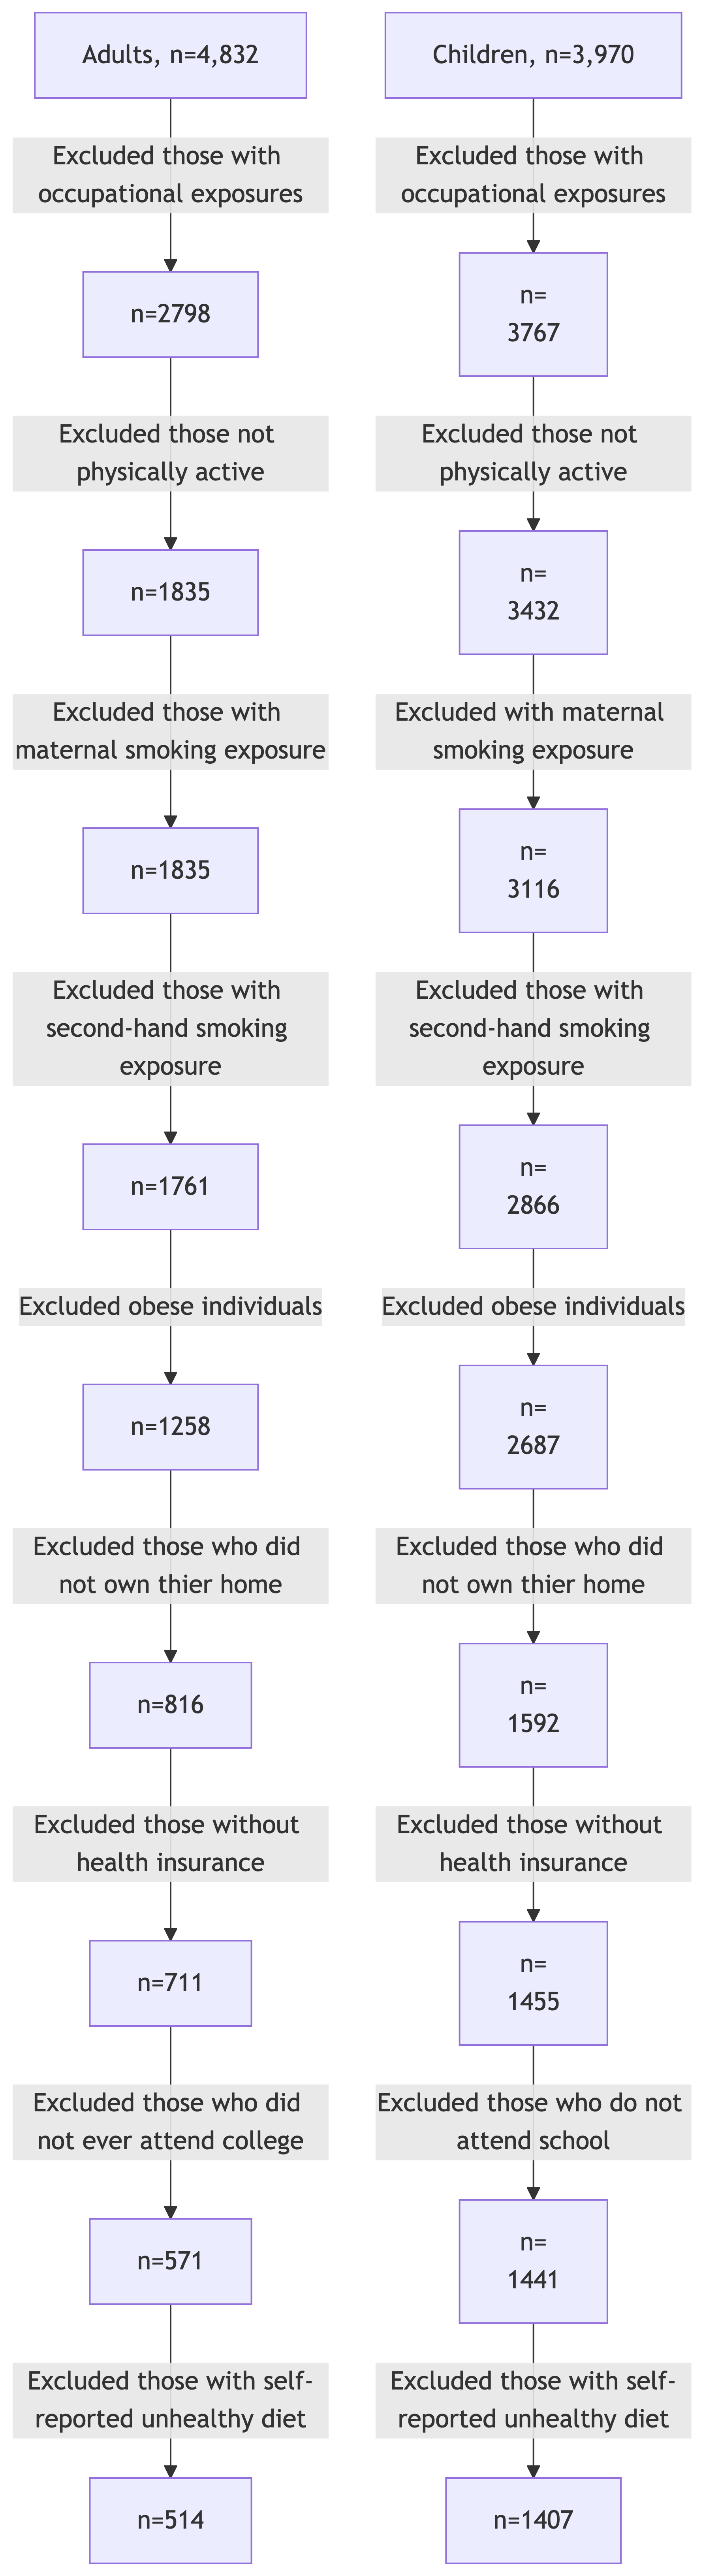 Adults, n=4,832
Excluded those with
occupational exposures
n=2798
Excluded those not
physically active
n=1835
Excluded those with
maternal smoking exposure
n=1835
Excluded those with
second-hand smoking
exposure
n=1761
Excluded obese individuals
n=1258
Excluded those who did
not own thier home
n=816
Excluded those without
health insurance
n=711
Excluded those who did
not ever attend college
n=571
Excluded those with self-
reported unhealthy diet
n=514
Children, n=3,970
Excluded those with
occupational exposures
n=
3767
Excluded those not
physically active
n=
3432
Excluded with maternal
smoking exposure
n=
3116
Excluded those with
second-hand smoking
exposure
n=
2866
Excluded obese individuals
n=
2687
Excluded those who did
not own thier home
n=
1592
Excluded those without
health insurance
n=
1455
Excluded those who do not
attend school
n=
1441
Excluded those with self-
reported unhealthy diet
n=1407